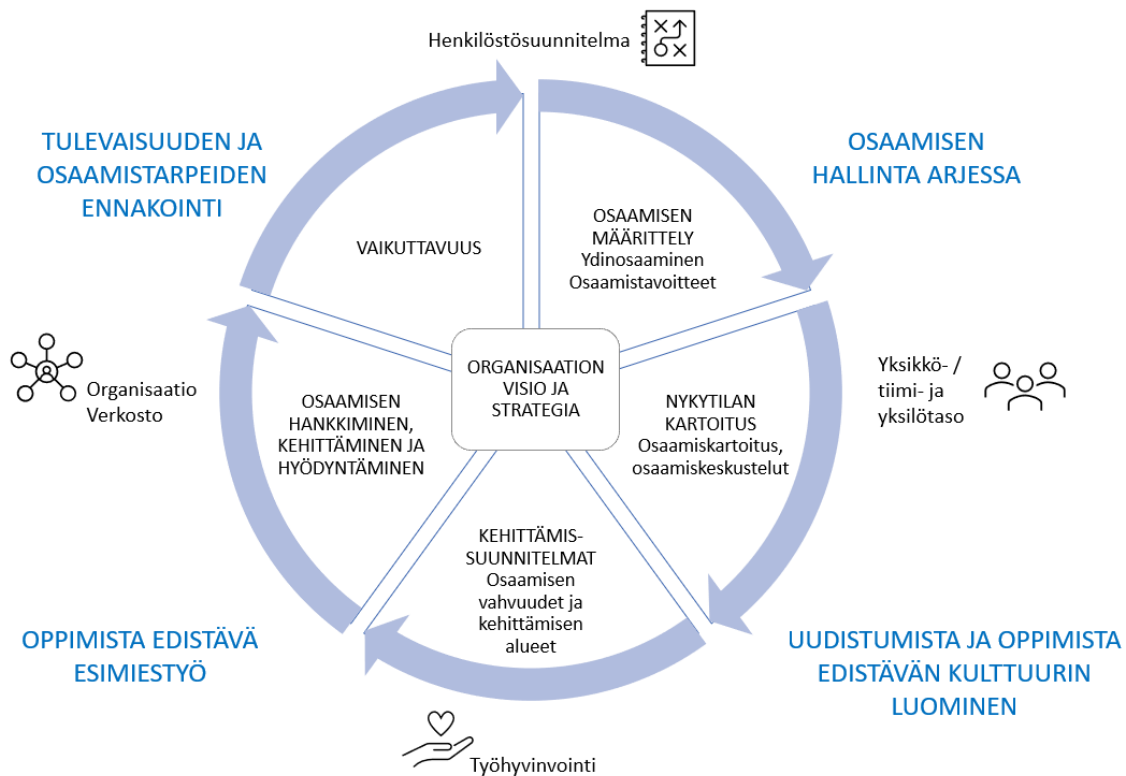 Henkilöstösuunnitelma
TULEVAISUUDEN JA
OSAAMISTARPEIDEN
ENNAKOINTI
OSAAMISEN
HALLINTA ARJESSA
VAIKUTTAVUUS
OSAAMISEN
MÄÄRITTELY
Ydinosaaminen
Osaamistavoitteet
ORGANISAATION
VISIO JA
STRATEGIA
Organisaatio
Verkosto
OSAAMISEN
HANKKIMINEN,
KEHITTÄMINEN JA
HYÖDYNTÄMINEN
NYKYTILAN
KARTOITUS
Osaamiskartoitus,
osaamiskeskustelut
Yksikkö- /
tiimi- ja
yksilötaso
KEHITTÄMIS-
SUUNNITELMAT
Osaamisen
vahvuudet ja
kehittämisen
alueet
OPPIMISTA EDISTÄVÄ
ESIMIESTYÖ
UUDISTUMISTA JA OPPIMISTA
EDISTÄVÄN KULTTUURIN
LUOMINEN
Työhyvinvointi